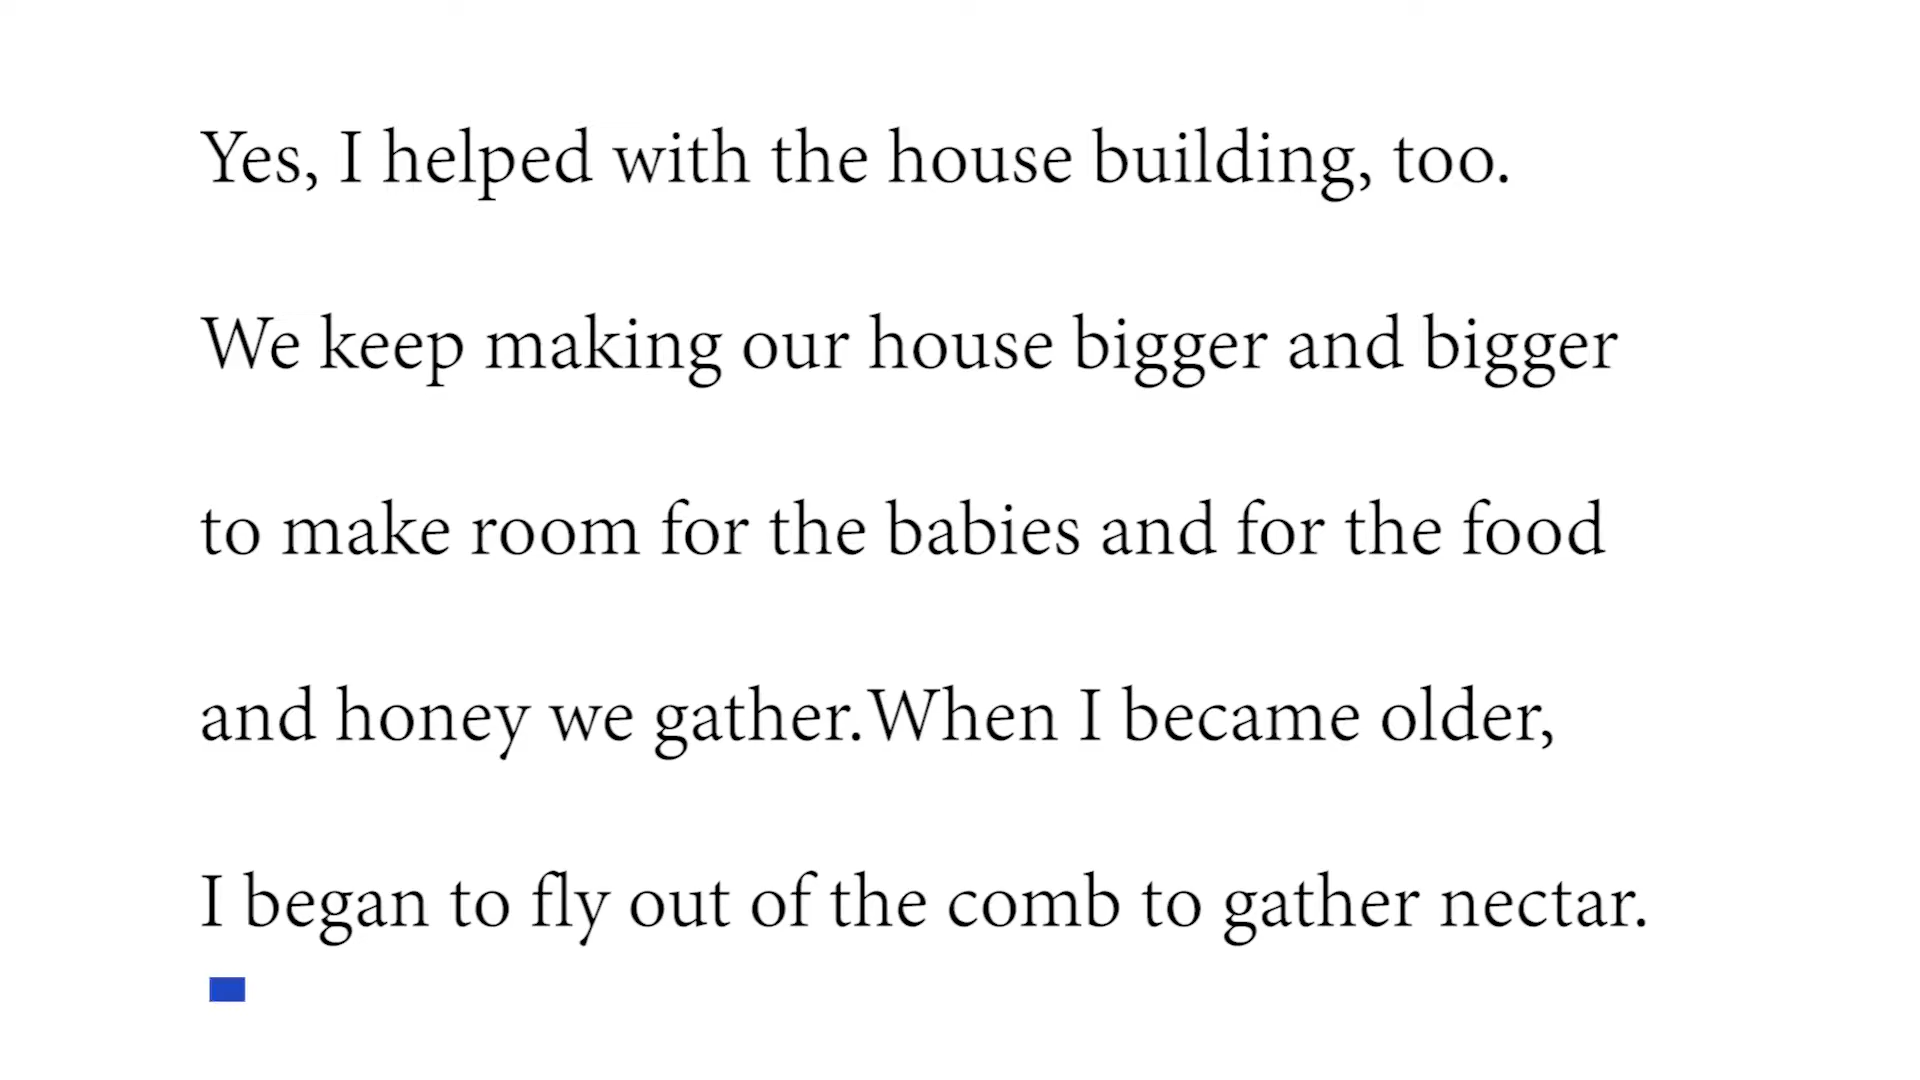 Yes, I helped with the house building, too.
We keep making our house bigger and bigger
to make room for the babies and for the food
and honey we gather.When I became older,
I began to fly out of the comb to gather nectar.